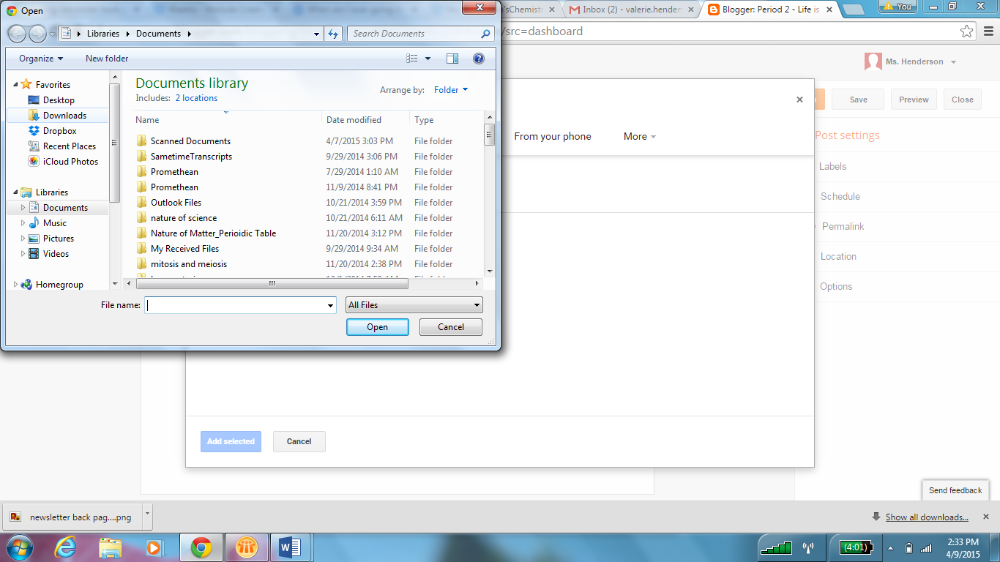 Open
'sChemistr
Inbox (2) - valerie.henders
Blogger: Period 2 - Life is
You
Libraries Documents
Search Documents
/src=dashboard
Organize
New folder
Ms. Henderson
Favorites
Desktop
Downloads
Dropbox
Recent Places
iCloud Photos
Libraries
Documents
Music
Pictures
Videos
Homegroup
Documents library
Includes: 2 locations
Arrange by: Folder
Name Date modified Type
Scanned Documents 4/7/2015 3:03 PM File folder
SametimeTranscripts 9/29/2014 3:06 PM File folder
Promethean 7/29/2014 1:10 AM File folder
Promethean 11/9/2014 8:41 PM File folder
Outlook Files 10/21/2014 3:59 PM File folder
nature of science 10/21/2014 6:11 AM File folder
Nature of Matter_Perioidic Table 11/20/2014 3:12 PM File folder
My Received Files 9/29/2014 9:34 AM File folder
mitosis and meiosis 11/20/2014 2:38 PM File folder
File name:
All Files
Open
Cancel
From your phone
More
Save
Preview
Close
Post settings
Labels
Schedule
Permalink
Location
Options
Add selected
Cancel
Send feedback
newsletter back pag....png
Show all downloads...
(4:01)
2:33 PM
4/9/2015